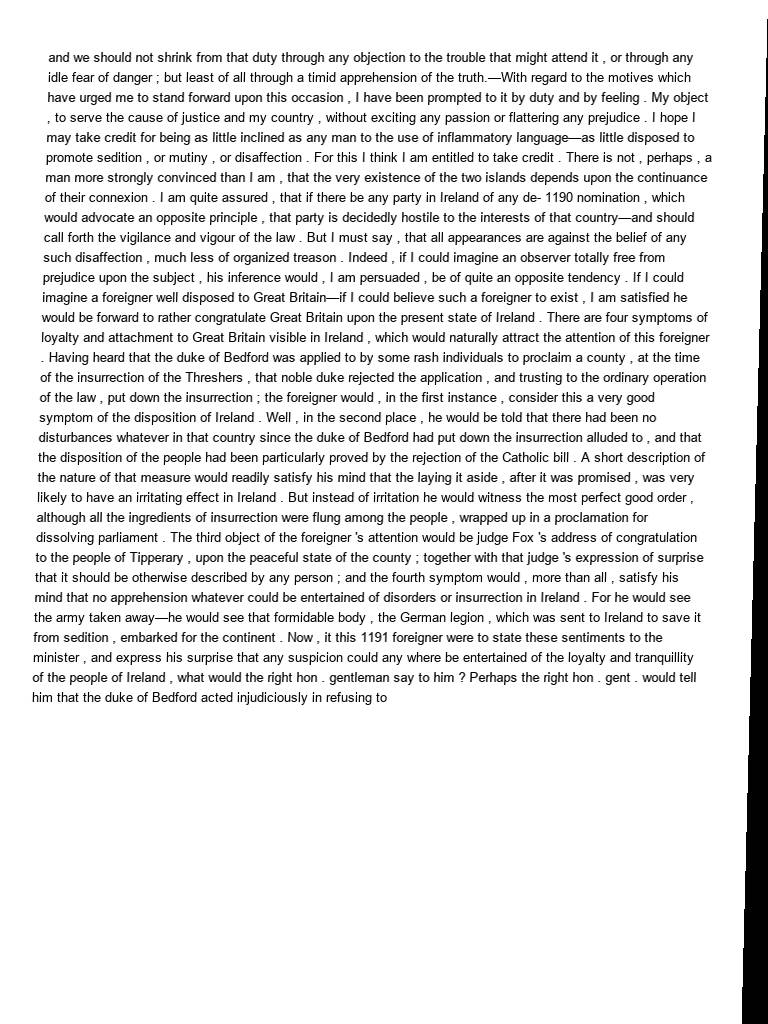 and we should not shrink from that duty through any objection to the trouble that might attend it , or through any
idle fear of danger ; but least of all through a timid apprehension of the truth.—With regard to the motives which
have urged me to stand forward upon this occasion , I have been prompted to it by duty and by feeling . My object
, to serve the cause of justice and my country , without exciting any passion or flattering any prejudice . I hope I
may take credit for being as little inclined as any man to the use of inflammatory language—as little disposed to
promote sedition , or mutiny , or disaffection . For this I think I am entitled to take credit . There is not , perhaps , a
man more strongly convinced than I am , that the very existence of the two islands depends upon the continuance
of their connexion . I am quite assured , that if there be any party in Ireland of any de- 1190 nomination , which
would advocate an opposite principle , that party is decidedly hostile to the interests of that country—and should
call forth the vigilance and vigour of the law . But I must say , that all appearances are against the belief of any
such disaffection , much less of organized treason . Indeed , if I could imagine an observer totally free from
prejudice upon the subject , his inference would , I am persuaded , be of quite an opposite tendency . If I could
imagine a foreigner well disposed to Great Britain—if I could believe such a foreigner to exist , I am satisfied he
would be forward to rather congratulate Great Britain upon the present state of Ireland . There are four symptoms of
loyalty and attachment to Great Britain visible in Ireland , which would naturally attract the attention of this foreigner
. Having heard that the duke of Bedford was applied to by some rash individuals to proclaim a county , at the time
of the insurrection of the Threshers , that noble duke rejected the application , and trusting to the ordinary operation
of the law , put down the insurrection ; the foreigner would , in the first instance , consider this a very good
symptom of the disposition of Ireland . Well , in the second place , he would be told that there had been no
disturbances whatever in that country since the duke of Bedford had put down the insurrection alluded to , and that
the disposition of the people had been particularly proved by the rejection of the Catholic bill . A short description of
the nature of that measure would readily satisfy his mind that the laying it aside , after it was promised , was very
likely to have an irritating effect in Ireland . But instead of irritation he would witness the most perfect good order ,
although all the ingredients of insurrection were flung among the people , wrapped up in a proclamation for
dissolving parliament . The third object of the foreigner 's attention would be judge Fox 's address of congratulation
to the people of Tipperary , upon the peaceful state of the county ; together with that judge 's expression of surprise
that it should be otherwise described by any person ; and the fourth symptom would , more than all , satisfy his
mind that no apprehension whatever could be entertained of disorders or insurrection in Ireland . For he would see
the army taken away—he would see that formidable body , the German legion , which was sent to Ireland to save it
from sedition , embarked for the continent . Now , it this 1191 foreigner were to state these sentiments to the
minister , and express his surprise that any suspicion could any where be entertained of the loyalty and tranquillity
of the people of Ireland , what would the right hon . gentleman say to him ? Perhaps the right hon . gent . would tell
him that the duke of Bedford acted injudiciously in refusing to